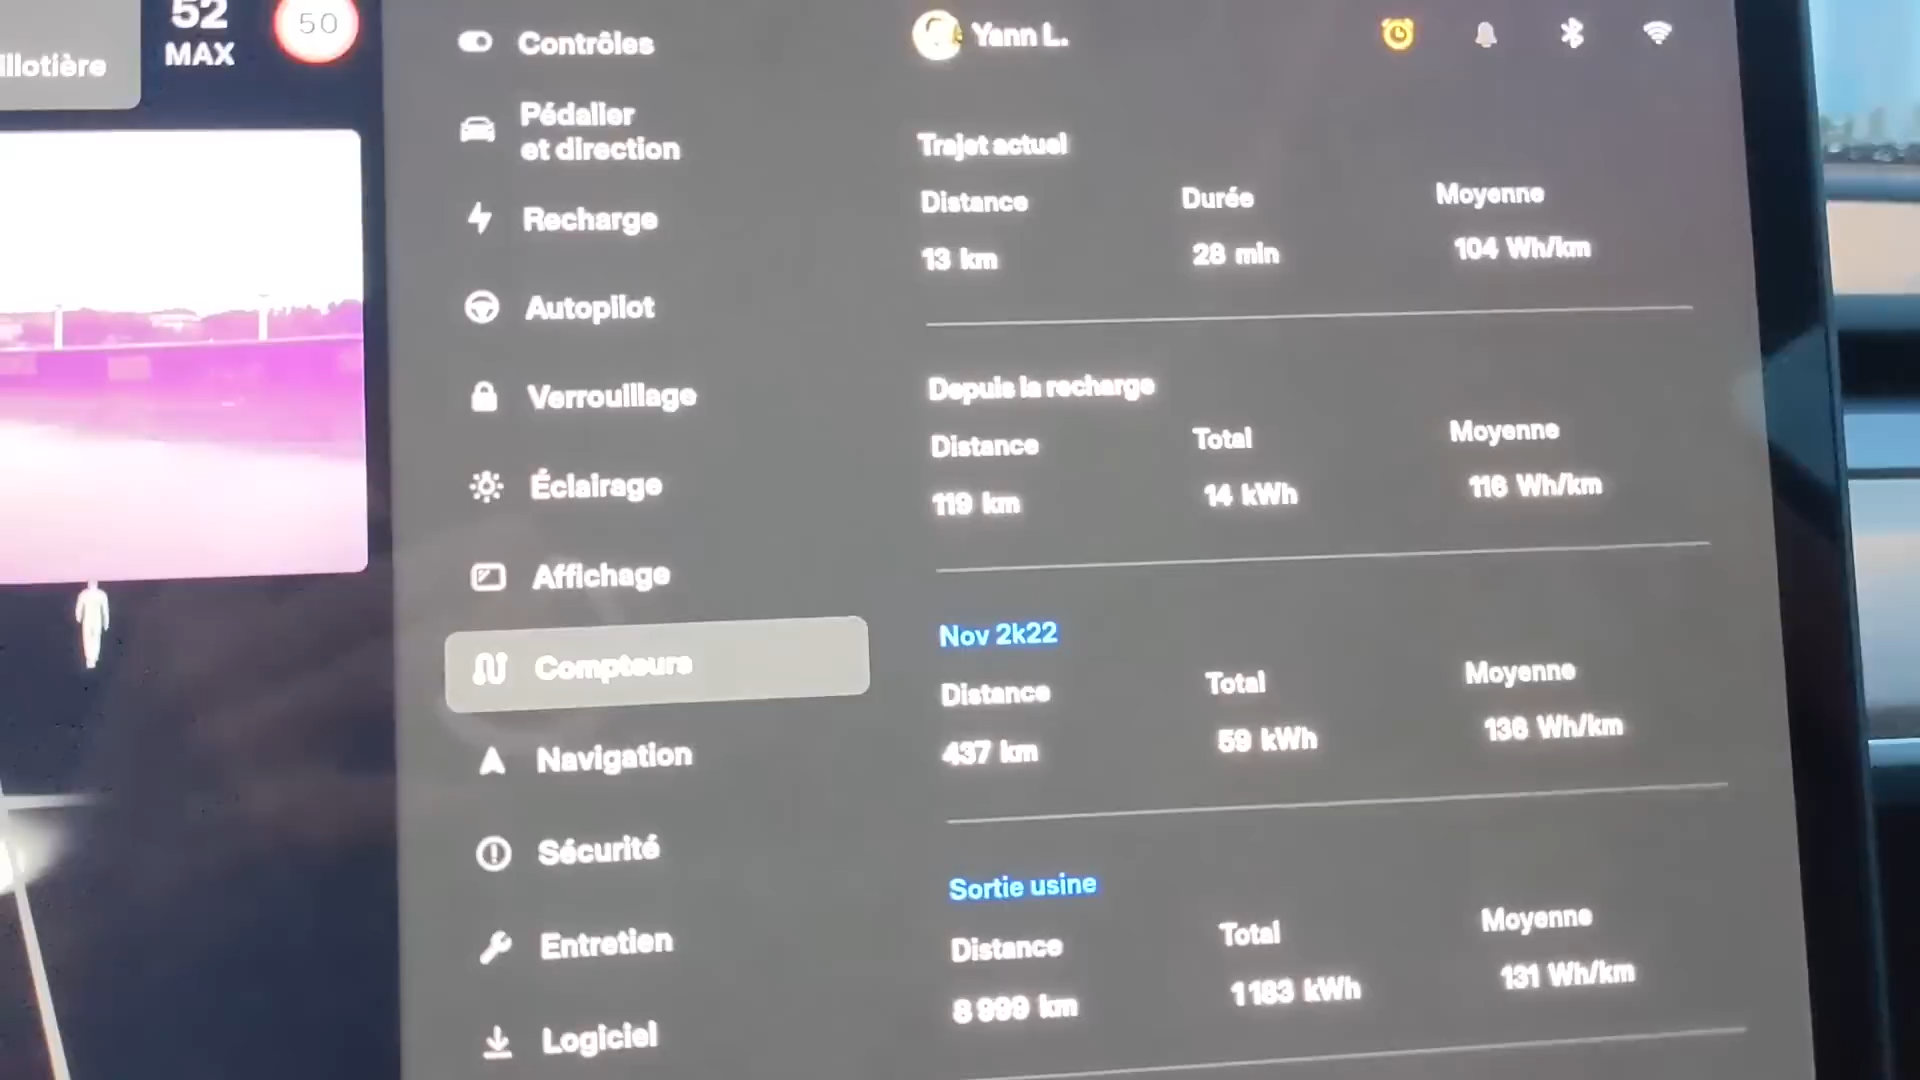 illotière
52
MAX
50
Contrôles
Pédalier
et direction
Recharge
Autopilot
Verrouillage
Éclairage
Affichage
Compteurs
Navigation
Sécurité
Entretien
Logiciel
Yann L.
Trajet actuel
Distance Durée Moyenne
13 km 28 min 104 Wh/km
Depuis la recharge
Distance Total Moyenne
119 km 14 kWh 116 Wh/km
Nov 2k22
Distance Total Moyenne
437 km 59 kWh 136 Wh/km
Sortie usine
Distance Total Moyenne
8 999 km 1 183 kWh 131 Wh/km